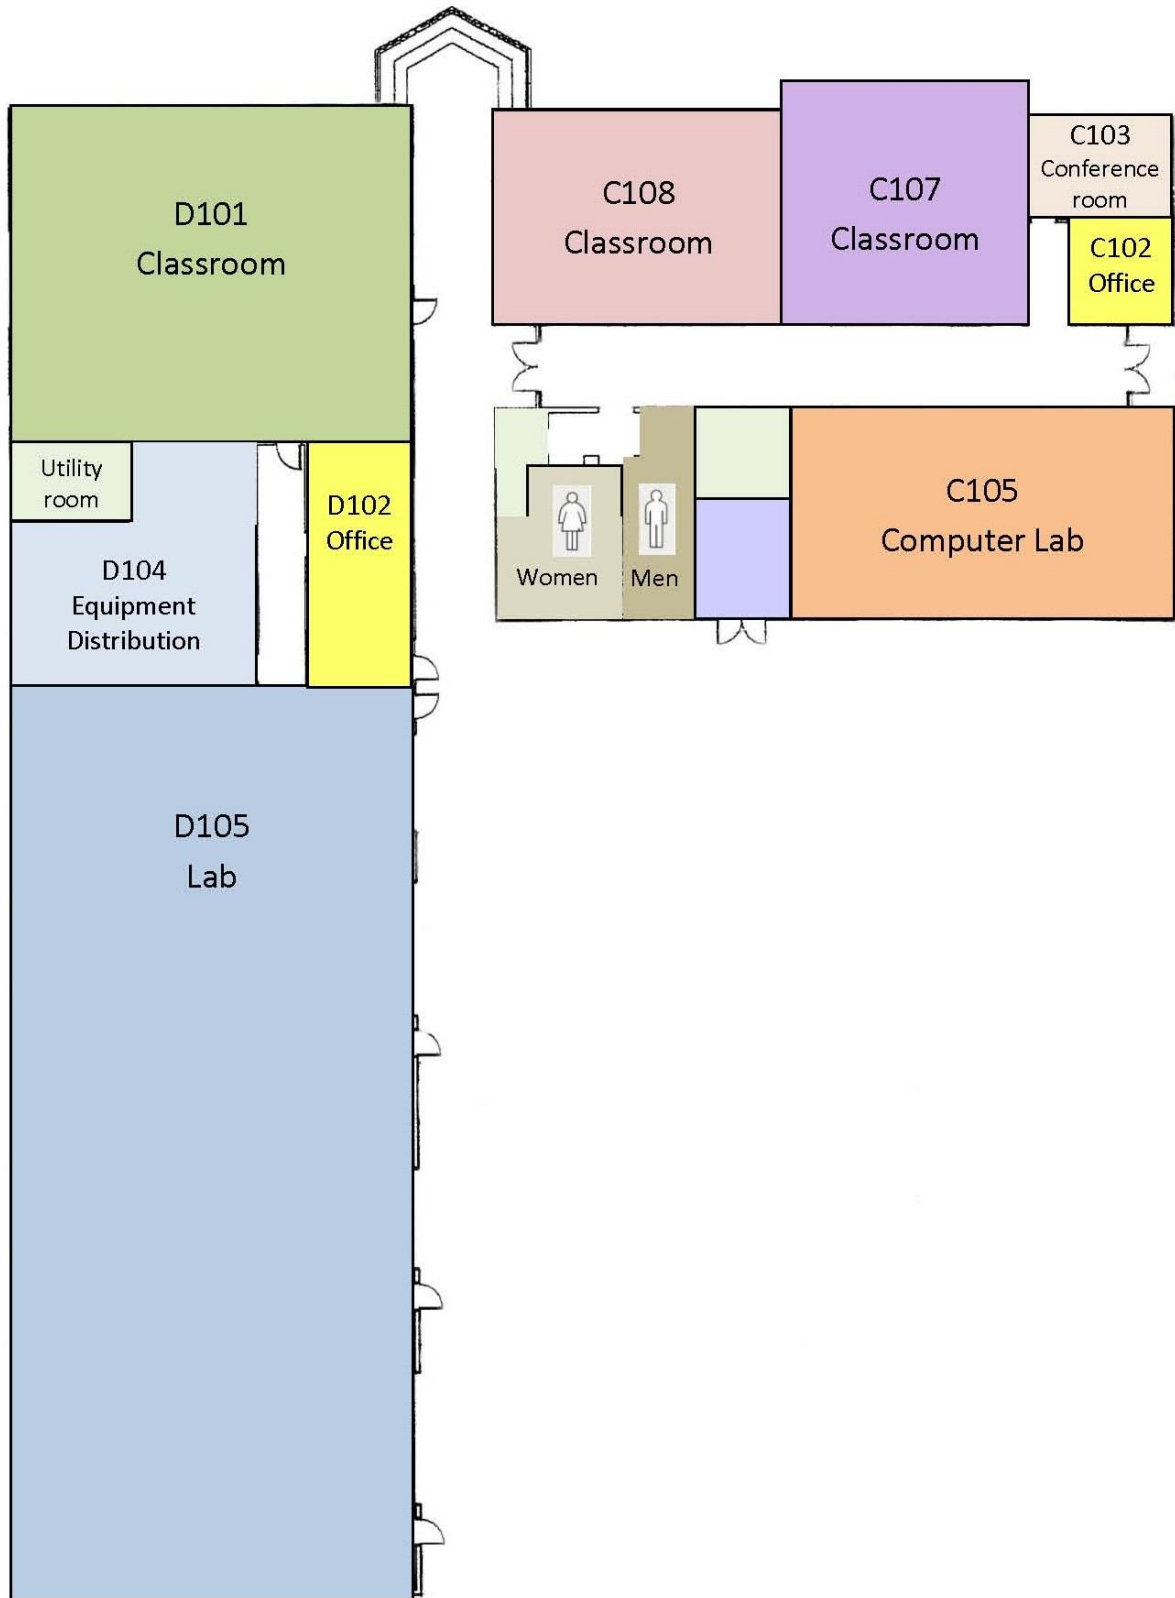 D101
Classroom
C108
Classroom
C107
Classroom
C103
Conference
room
C102
Office
Utility
room
D102
Office
D104
Equipment
Distribution
Women
Men
C105
Computer Lab
D105
Lab